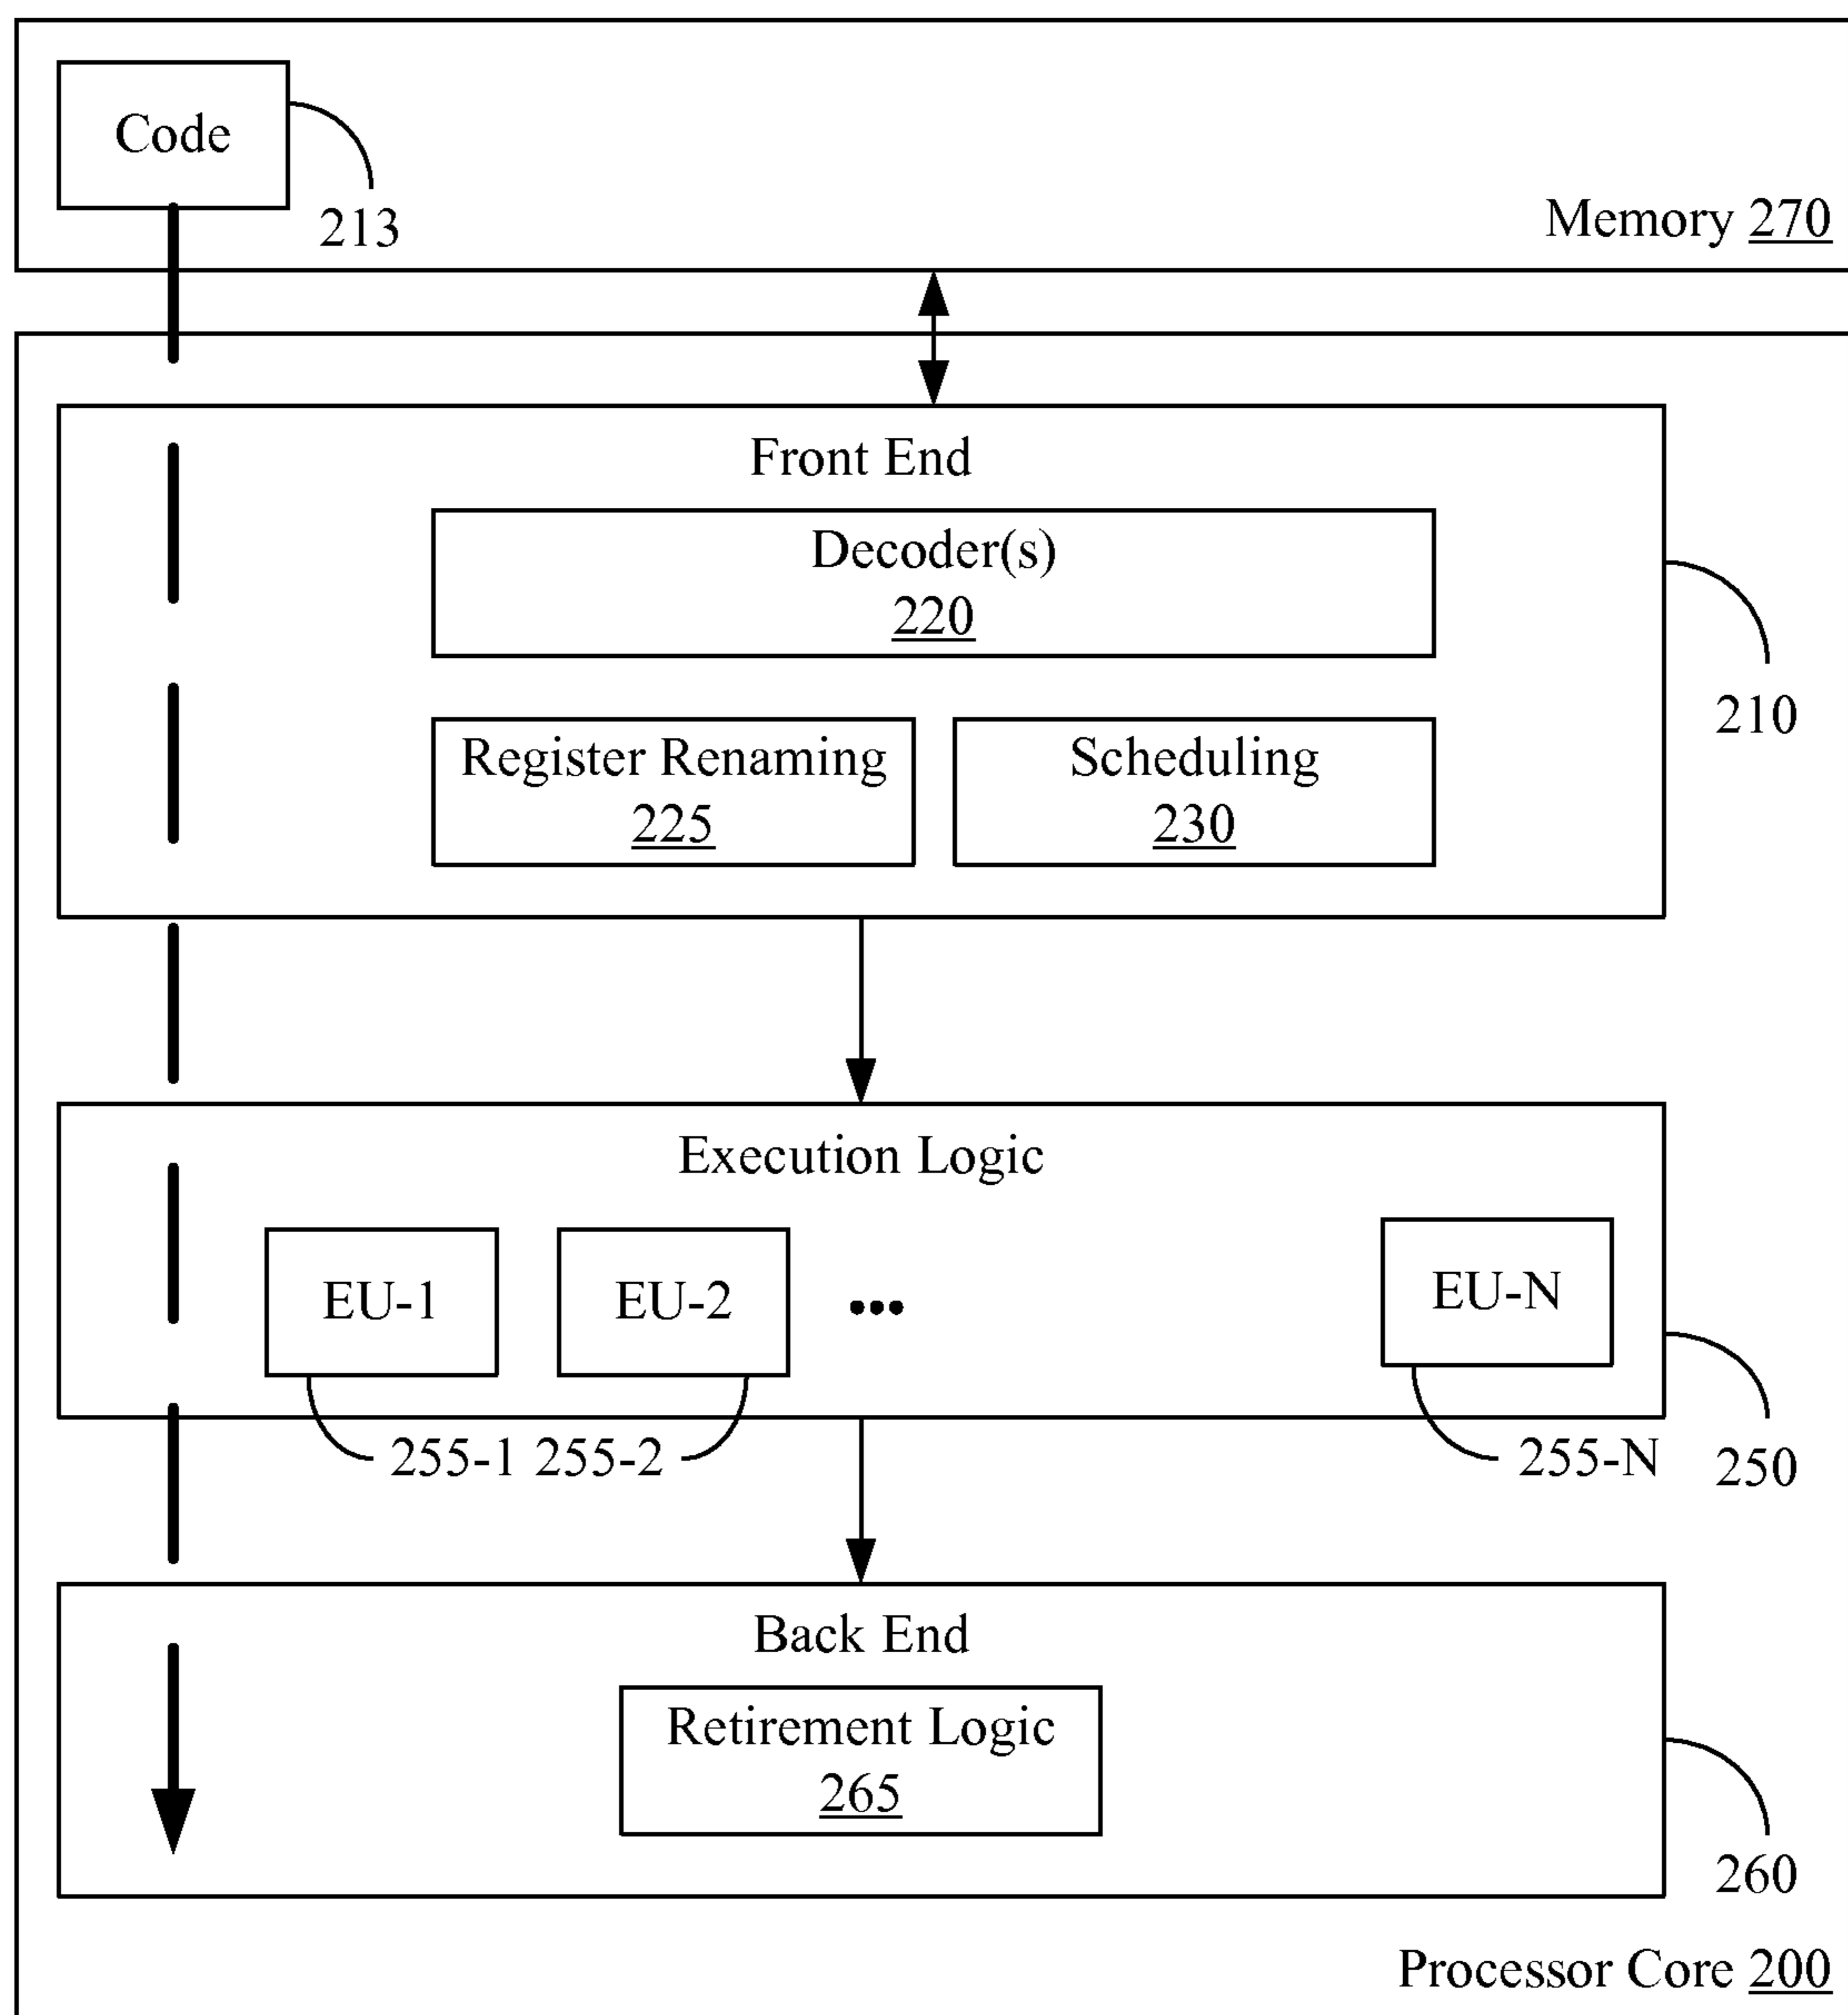 Code
213
Memory 270
Front End
Decoder(s)
220
210
Register Renaming
225
Scheduling
230
Execution Logic
EU-1
EU-2
•••
EU-N
255-1 255-2
255-N
250
Back End
Retirement Logic
265
260
Processor Core 200